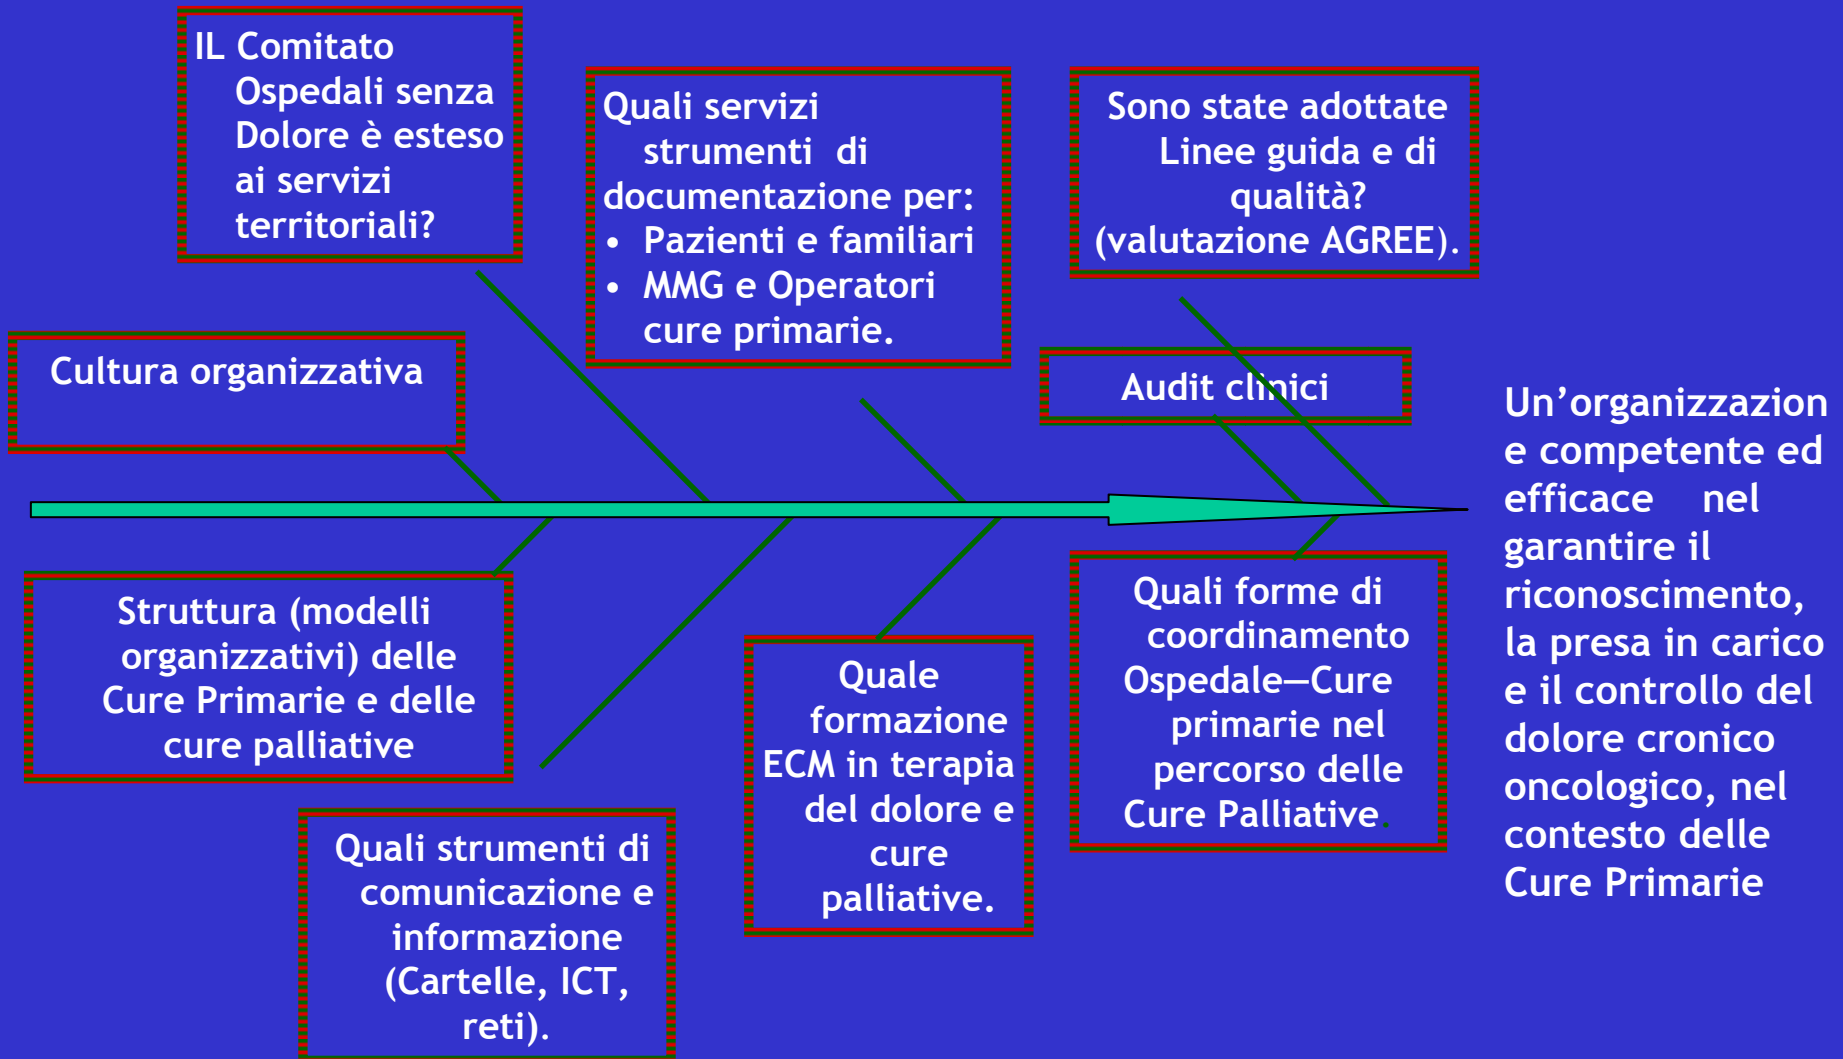 IL Comitato
Ospedali senza
Dolore è esteso
ai servizi
territoriali?
Quali servizi
strumenti di
documentazione per:
• Pazienti e familiari
• MMG e Operatori
cure primarie.
Sono state adottate
Linee guida e di
qualità?
(valutazione AGREE).
Cultura organizzativa
Audit clinici
Un’organizzazion
e competente ed
efficace nel
garantire il
riconoscimento,
la presa in carico
e il controllo del
dolore cronico
oncologico, nel
contesto delle
Cure Primarie
Struttura (modelli
organizzativi) delle
Cure Primarie e delle
cure palliative
Quali strumenti di
comunicazione e
informazione
(Cartelle, ICT,
reti).
Quale
formazione
ECM in terapia
del dolore e
cure
palliative.
Quali forme di
coordinamento
Ospedale—Cure
primarie nel
percorso delle
Cure Palliative.